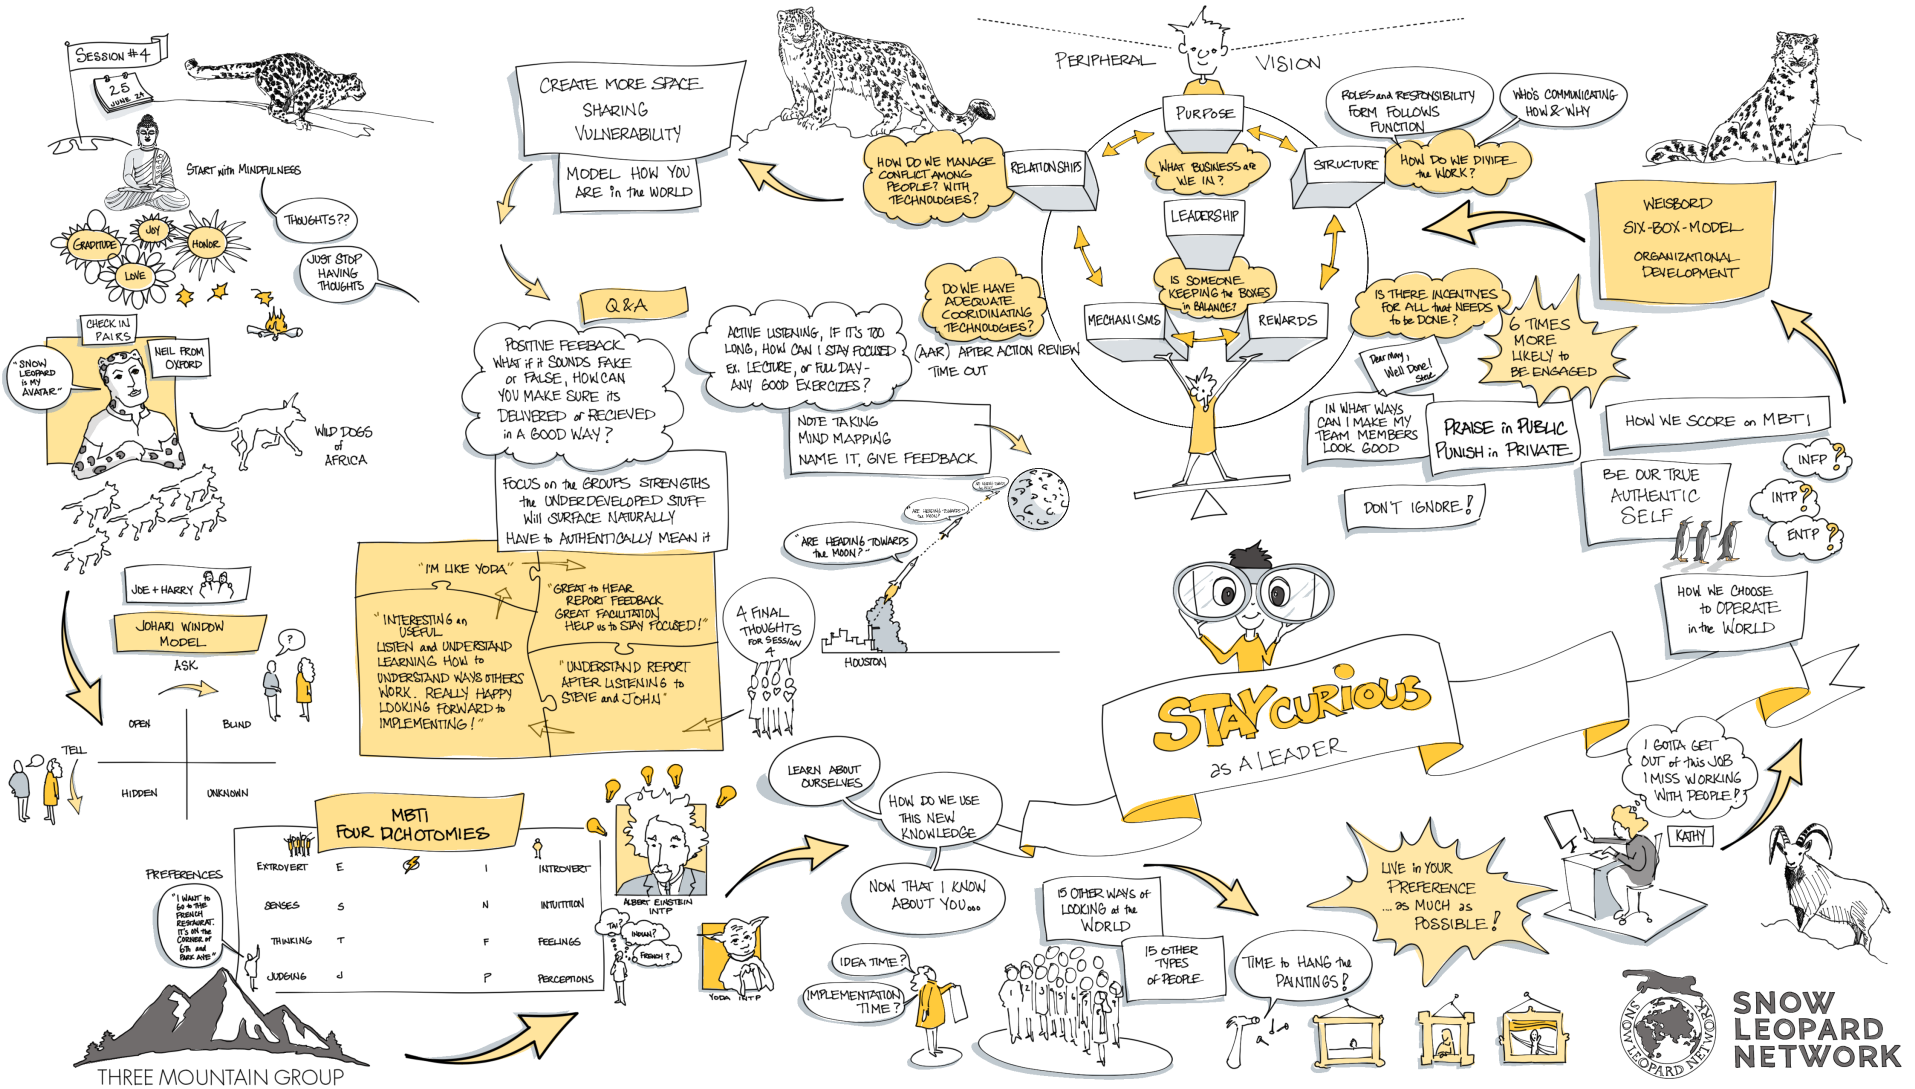 SESSION #4
25
JUNE 24
START with MINDFULNESS
THOUGHTS??
JUST STOP
HAVING
THOUGHTS
GRADITUDE
JOY
HONOR
LOVE
CHECK IN
PAIRS
NEIL FROM
OXFORD
"SNOW
LEOPARD
is MY
AVATAR."
WILD DOGS
of
AFRICA
JOE + HARRY
JOHARI WINDOW
MODEL
ASK
?
OPEN
BLIND
TELL
HIDDEN
UNKNOWN
MBTI
FOUR DICHOTOMIES
PREFERENCES
"I WANT to
GO to THE
FRENCH
RESTAURAT.
IT'S ON the
CORNER of
6TH and
PARK AVE"
EXTROVERT E I INTROVERT
SENSES S N INTUITITION
THINKING T F FEELINGS
JUDGING J P PERCEPTIONS
TAI?
INDIAN?
FRENCH?
ALBERT EINSTEIN
INTP
YODA INTP
THREE MOUNTAIN GROUP
CREATE MORE SPACE
SHARING
VULNERABILITY
MODEL HOW YOU
ARE in the WORLD
Q&A
POSITIVE FEEBACK
WHAT if it SOUNDS FAKE
or FALSE, HOW CAN
YOU MAKE SURE its
DELIVERED or RECIEVED
in A GOOD WAY?
FOCUS on the GROUPS STRENGTHS
the UNDERDEVELOPED STUFF
Will SURFACE NATURALLY
HAVE to AUTHENTICALLY MEAN it
ACTIVE LISTENING, IF IT'S TOO
LONG, HOW CAN I STAY FOCUSED
EX. LECTURE, or FULL DAY-
ANY GOOD EXERCIZES?
NOTE TAKING
MIND MAPPING
NAME IT, GIVE FEEDBACK
"ARE HEADING TOWARDS
the MOON?"
"ARE HEADING TOWARDS
the MOON?"
HOUSTON
"I'M LIKE YODA"
"INTERESTING an
USEFUL
LISTEN and UNDERSTAND
LEARNING HOW to
UNDERSTAND WAYS OTHERS
WORK. REALLY HAPPY
LOOKING FORWARD to
IMPLEMENTING!"
"GREAT to HEAR
REPORT FEEDBACK
GREAT FACILITATION
HELP us to STAY FOCUSED!"
"UNDERSTAND REPORT
AFTER LISTENING to
STEVE and JOHN"
4 FINAL
THOUGHTS
FOR SESSION
4
PERIPHERAL
VISION
PURPOSE
WHAT BUSINESS are
WE IN?
RELATIONSHIPS
HOW DO WE MANAGE
CONFLICT AMONG
PEOPLE? WITH
TECHNOLOGIES?
STRUCTURE
HOW DO WE DIVIDE
the WORK?
ROLES and RESPONSIBILITY
FORM FOLLOWS
FUNCTION
WHO'S COMMUNICATING
HOW & WHY
LEADERSHIP
IS SOMEONE
KEEPING the BOXES
in BALANCE?
MECHANISMS
DO WE HAVE
ADEQUATE
COORIDINATING
TECHNOLOGIES?
(AAR) AFTER ACTION REVIEW
TIME OUT
REWARDS
IS THERE INCENTIVES
FOR ALL that NEEDS
to be DONE?
6 TIMES
MORE
LIKELY to
BE ENGAGED
Dear Mary,
Well Done!
Steve
IN WHAT WAYS
CAN I MAKE MY
TEAM MEMBERS
LOOK GOOD
PRAISE in PUBLIC
PUNISH in PRIVATE
DON'T IGNORE!
WEISBORD
SIX-BOX-MODEL
ORGANIZATIONAL
DEVELOPMENT
HOW WE SCORE on MBTI
INFP?
INTP?
ENTP?
BE OUR TRUE
AUTHENTIC
SELF
HOW WE CHOOSE
to OPERATE
in the WORLD
STAY CURIOUS
as A LEADER
LEARN ABOUT
OURSELVES
HOW DO WE USE
THIS NEW
KNOWLEDGE
NOW THAT I KNOW
ABOUT YOU...
IDEA TIME?
IMPLEMENTATION
TIME?
15 OTHER WAYS of
LOOKING at the
WORLD
15 OTHER
TYPES
of PEOPLE
TIME to HANG the
PAINTINGS!
LIVE in YOUR
PREFERENCE
....as MUCH as
POSSIBLE!
I GOTTA GET
OUT of this JOB
I MISS WORKING
WITH PEOPLE!
KATHY
SNOW LEOPARD NETWORK
SNOW
LEOPARD
NETWORK